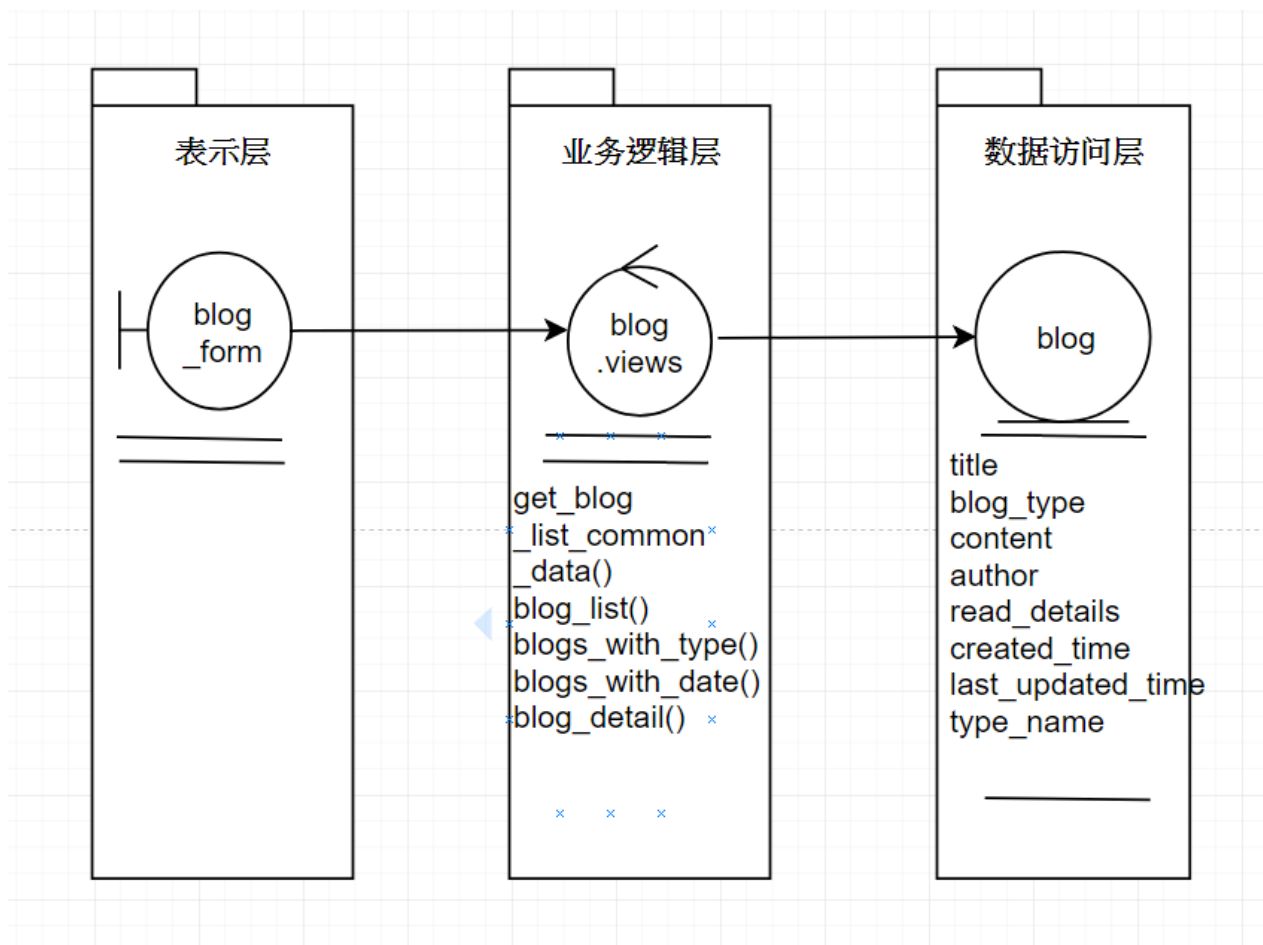 表示层
blog
_form
业务逻辑层
blog
.views
get_blog
_list_common
_data()
blog_list()
blogs_with_type()
blogs_with_date()
blog_detail()
数据访问层
blog
title
blog_type
content
author
read_details
created_time
last_updated_time
type_name